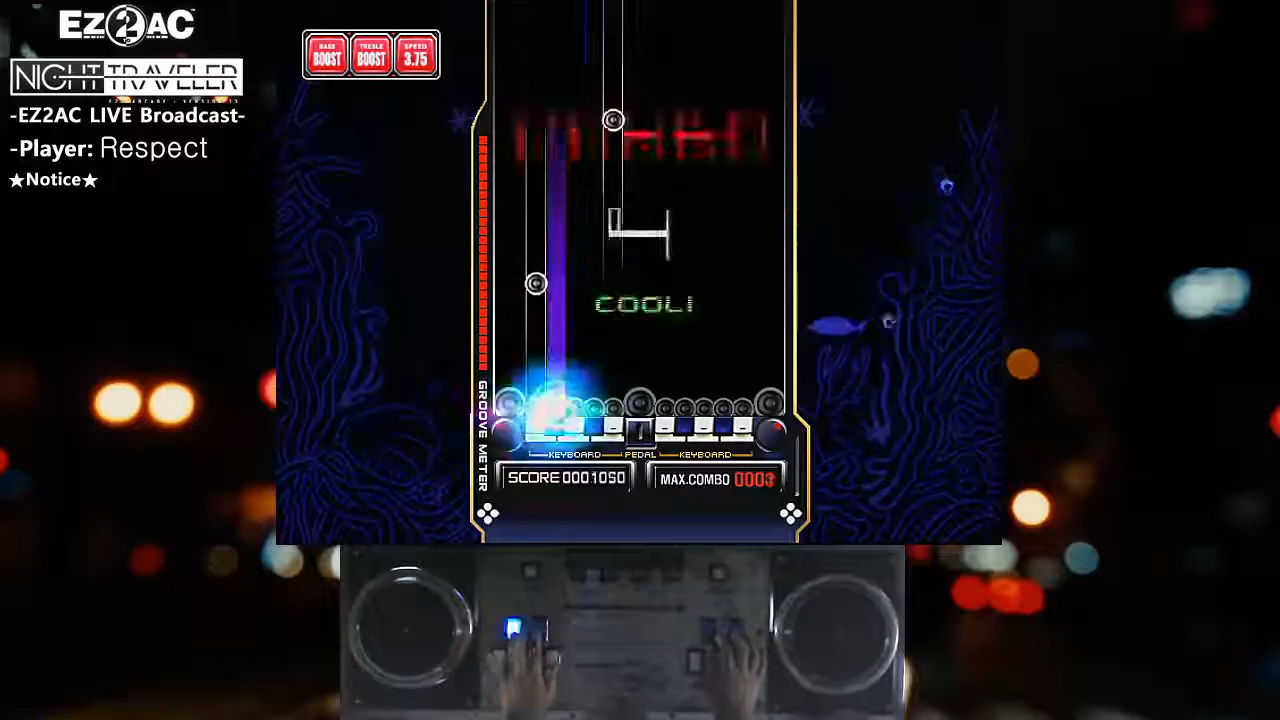 EZ2AC
NIGHT TRAVELER
-EZ2AC LIVE Broadcast-
-Player: Respect
★Notice★
BASS BOOST
TREBLE BOOST
SPEED 3.75
COOL!
GROOVE METER
KEYBOARD PEDAL KEYBOARD
SCORE 0001050
MAX.COMBO 0003